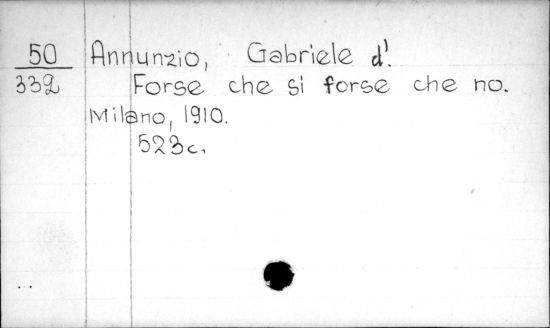 50 Annunzio, Gabriele d'.
332 Forse che si forse che no.
Milano, 1910.
523c.